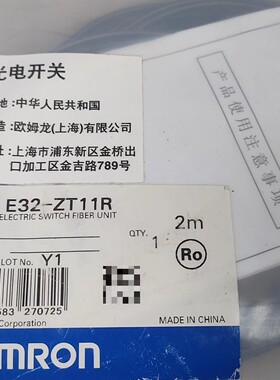 光电开关
地:中华人民共和国
造:欧姆龙(上海)有限公司
址:上海市浦东新区金桥出
口加工区金吉路789号
产品使用注意事项
E32-ZT11R
ELECTRIC SWITCH FIBER UNIT
QTY. 1
2m
LOT No. Y1
Ro
583 270725
Corporation
MADE IN CHINA
MRON